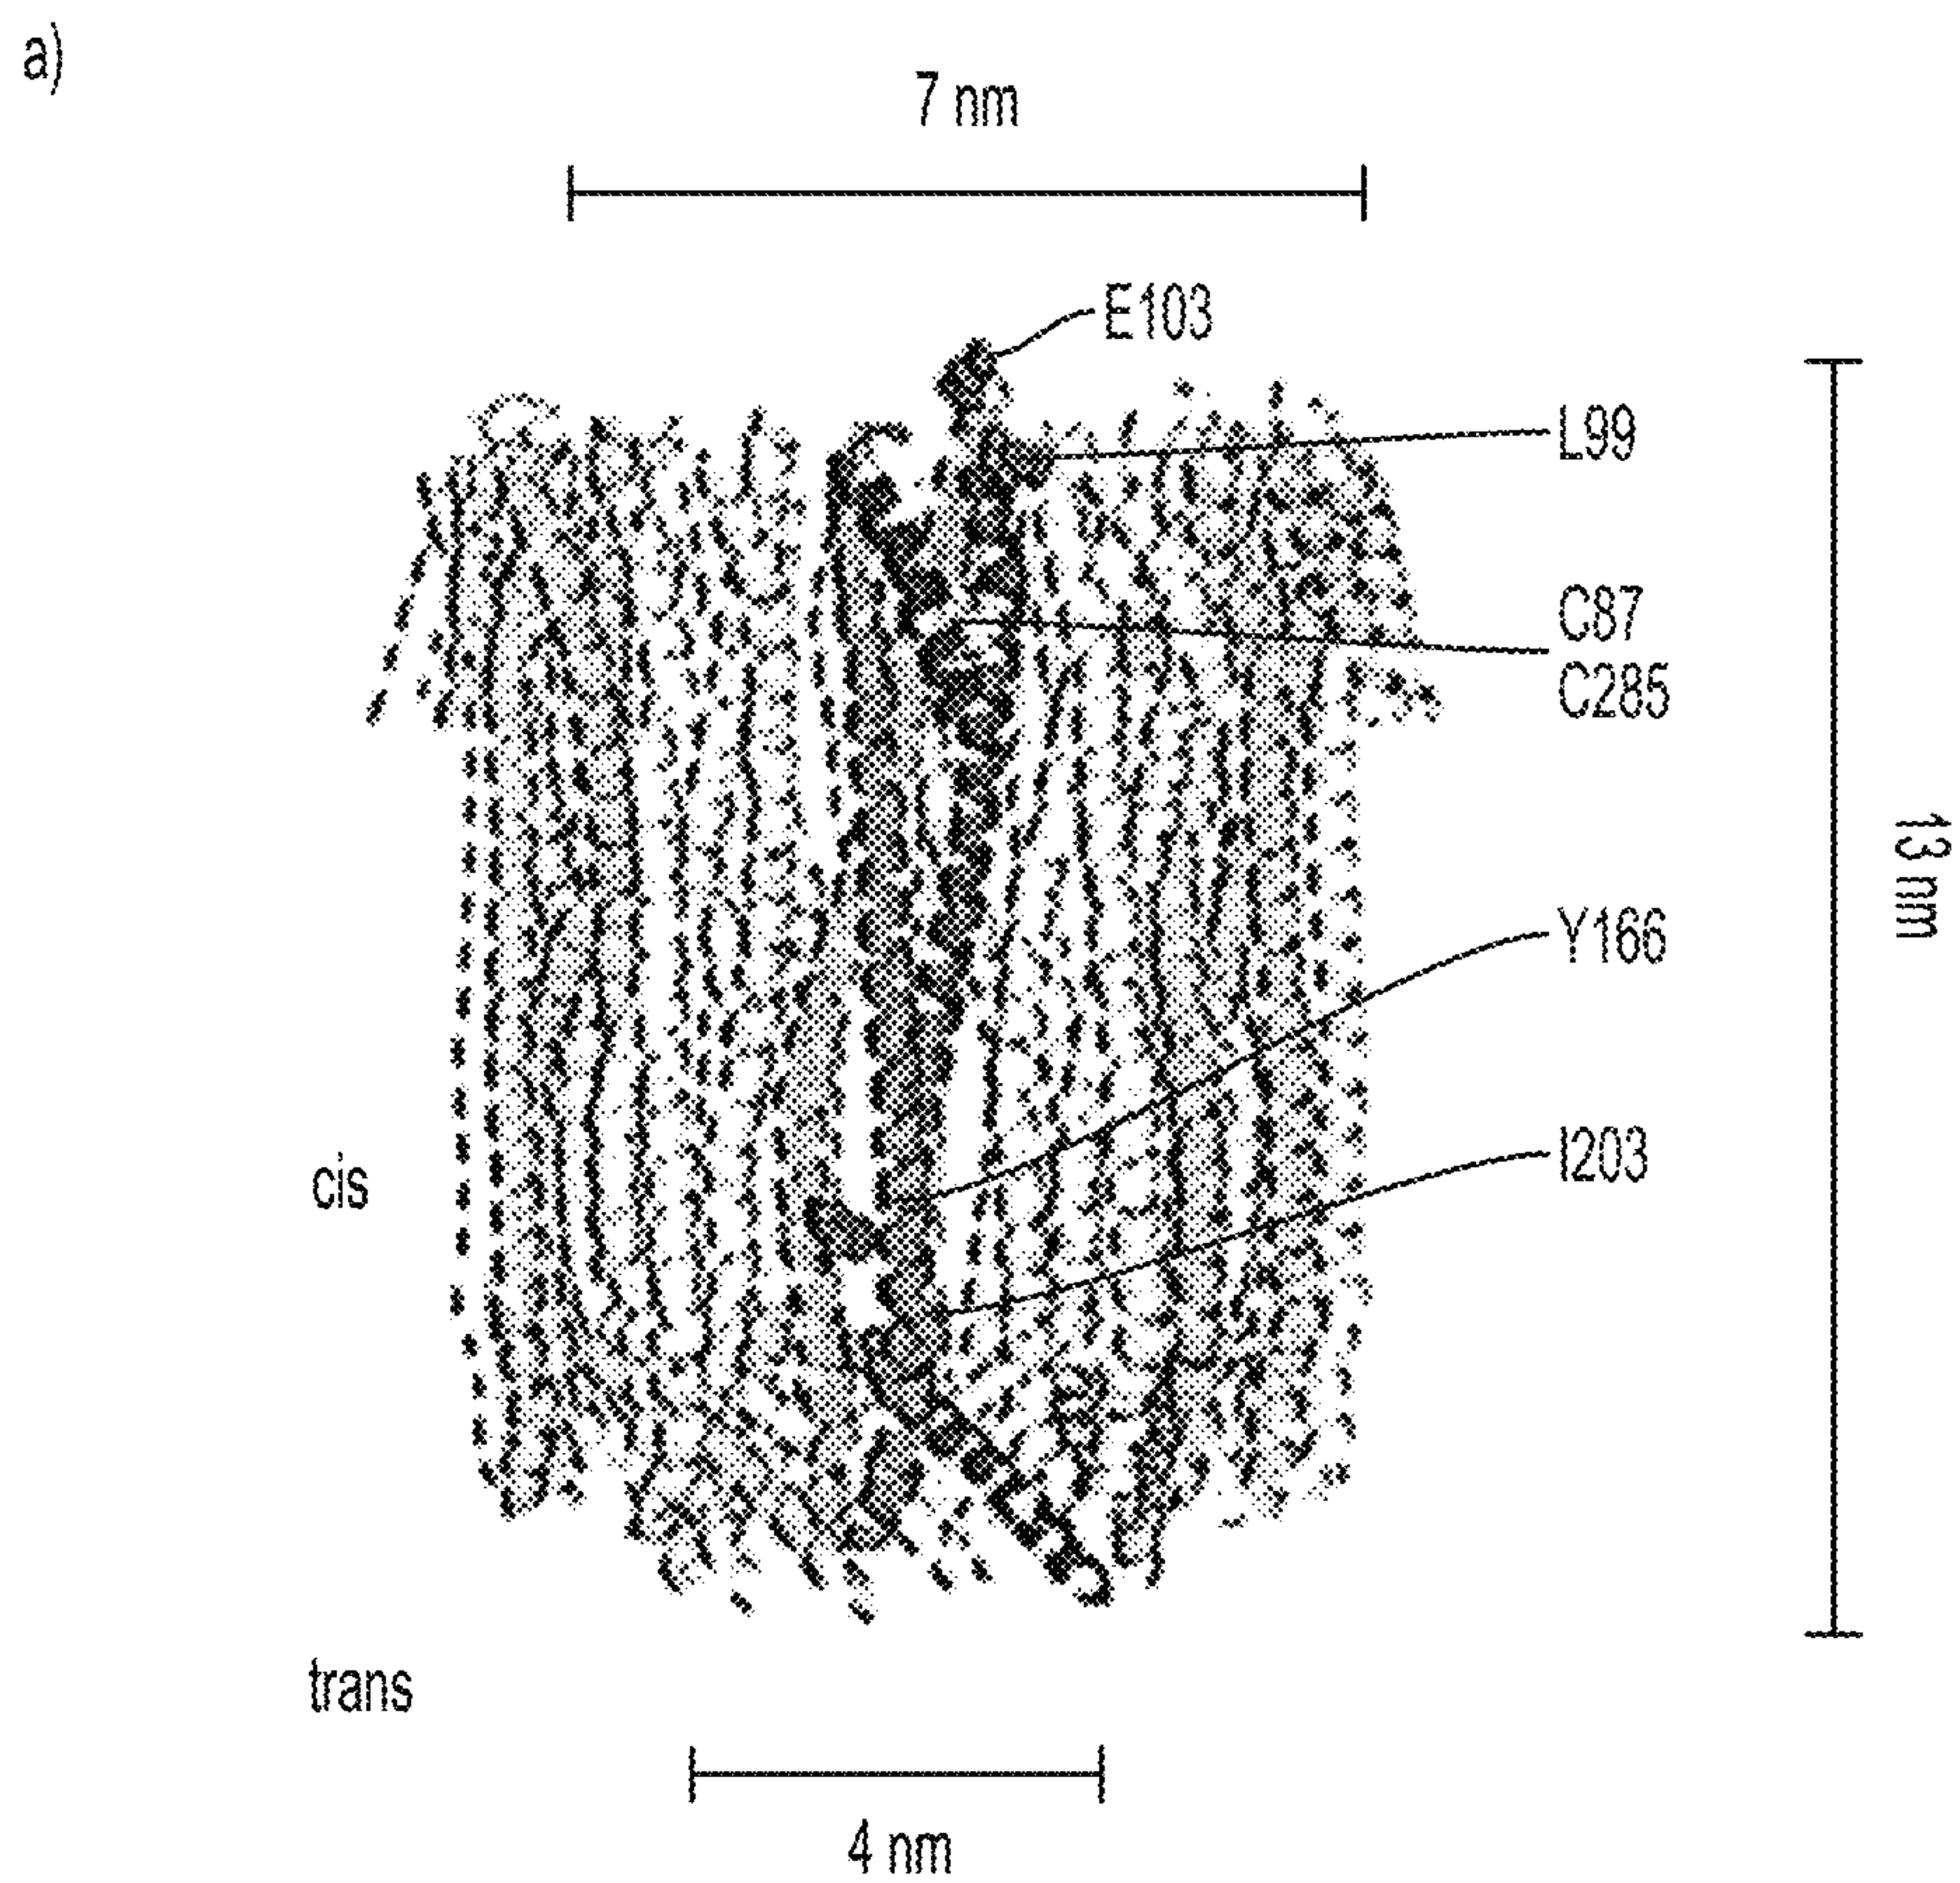 a)
7 nm
E103
L99
C87
C285
13 nm
Y166
I203
cis
trans
4 nm